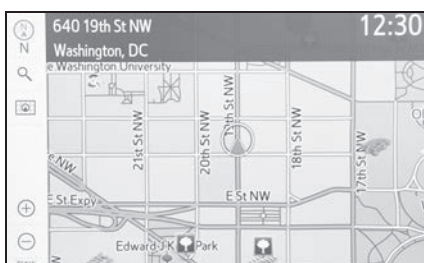 640 19th St NW
12:30
N
N
Washington, DC
e Washington University
21st St NW
20th St NW
19th St NW
18th St NW
17th St NW
NW
E St Expy
E St NW
Edward J K Park